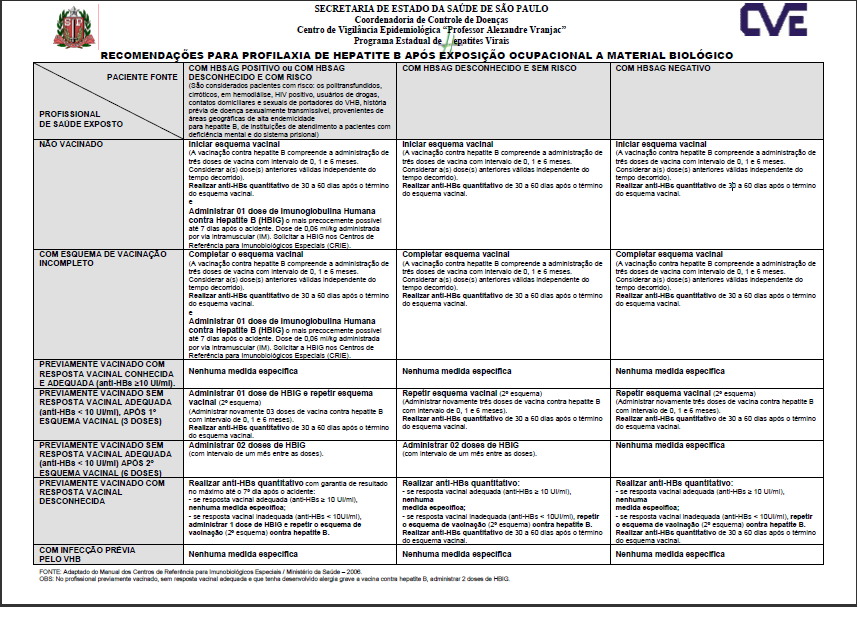 SECRETARIA DE ESTADO DA SAÚDE DE SÃO PAULO
Coordenadoria de Controle de Doenças
Centro de Vigilância Epidemiológica "Professor Alexandre Vranjac"
Programa Estadual de Hepatites Virais
CVE
RECOMENDAÇÕES PARA PROFILAXIA DE HEPATITE B APÓS EXPOSIÇÃO OCUPACIONAL A MATERIAL BIOLÓGICO
PACIENTE FONTE
PROFISSIONAL
DE SAÚDE EXPOSTO
COM HBSAG POSITIVO ou COM HBSAG
DESCONHECIDO E COM RISCO
(São considerados pacientes com risco: os politransfundidos,
cirróticos, em hemodiálise, HIV positivo, usuários de drogas,
contatos domiciliares e sexuais de portadores do VHB, história
prévia de doença sexualmente transmissível, provenientes de
áreas geográficas de alta endemicidade
para hepatite B, de instituições de atendimento a pacientes com
deficiência mental e do sistema prisional)
COM HBSAG DESCONHECIDO E SEM RISCO
COM HBSAG NEGATIVO
NÃO VACINADO
Iniciar esquema vacinal
(A vacinação contra hepatite B compreende a administração de
três doses de vacina com intervalo de 0, 1 e 6 meses.
Considerar a(s) dose(s) anteriores válidas independente do
tempo decorrido).
Realizar anti-HBs quantitativo de 30 a 60 dias após o término
do esquema vacinal.
e
Administrar 01 dose de Imunoglobulina Humana
contra Hepatite B (HBIG) o mais precocemente possível
até 7 dias após o acidente. Dose de 0,06 ml/kg administrada
por via intramuscular (IM). Solicitar a HBIG nos Centros de
Referência para Imunobiológicos Especiais (CRIE).
Iniciar esquema vacinal
(A vacinação contra hepatite B compreende a administração de
três doses de vacina com intervalo de 0, 1 e 6 meses.
Considerar a(s) dose(s) anteriores válidas independente do
tempo decorrido).
Realizar anti-HBs quantitativo de 30 a 60 dias após o término
do esquema vacinal.
Iniciar esquema vacinal
(A vacinação contra hepatite B compreende a administração de
três doses de vacina com intervalo de 0, 1 e 6 meses.
Considerar a(s) dose(s) anteriores válidas independente do
tempo decorrido).
Realizar anti-HBs quantitativo de 30 a 60 dias após o término
do esquema vacinal.
COM ESQUEMA DE VACINAÇÃO
INCOMPLETO
Completar o esquema vacinal
(A vacinação contra hepatite B compreende a administração de
três doses de vacina com intervalo de 0, 1 e 6 meses.
Considerar a(s) dose(s) anteriores válidas independente do
tempo decorrido).
Realizar anti-HBs quantitativo de 30 a 60 dias após o término
do esquema vacinal.
e
Administrar 01 dose de Imunoglobulina Humana
contra Hepatite B (HBIG) o mais precocemente possível
até 7 dias após o acidente. Dose de 0,06 ml/kg administrada
por via intramuscular (IM). Solicitar a HBIG nos Centros de
Referência para Imunobiológicos Especiais (CRIE).
Completar esquema vacinal
(A vacinação contra hepatite B compreende a administração de
três doses de vacina com intervalo de 0, 1 e 6 meses.
Considerar a(s) dose(s) anteriores válidas independente do
tempo decorrido).
Realizar anti-HBs quantitativo de 30 a 60 dias após o término
do esquema vacinal.
Completar esquema vacinal
(A vacinação contra hepatite B compreende a administração de
três doses de vacina com intervalo de 0, 1 e 6 meses.
Considerar a(s) dose(s) anteriores válidas independente do
tempo decorrido).
Realizar anti-HBs quantitativo de 30 a 60 dias após o término
do esquema vacinal.
PREVIAMENTE VACINADO COM
RESPOSTA VACINAL CONHECIDA
E ADEQUADA (anti-HBs ≥10 UI/ml).
Nenhuma medida específica
Nenhuma medida específica
Nenhuma medida específica
PREVIAMENTE VACINADO SEM
RESPOSTA VACINAL ADEQUADA
(anti-HBs < 10 UI/ml), APÓS 1º
ESQUEMA VACINAL (3 DOSES)
Administrar 01 dose de HBIG e repetir esquema
vacinal (2º esquema)
(Administrar novamente 03 doses de vacina contra hepatite B
com intervalo de 0, 1 e 6 meses).
Realizar anti-HBs quantitativo de 30 a 60 dias após o término
do esquema vacinal.
Repetir esquema vacinal (2º esquema)
(Administrar novamente três doses de vacina contra hepatite B
com intervalo de 0, 1 e 6 meses).
Realizar anti-HBs quantitativo de 30 a 60 dias após o término
do esquema vacinal.
Repetir esquema vacinal (2º esquema)
(Administrar novamente três doses de vacina contra hepatite B
com intervalo de 0, 1 e 6 meses).
Realizar anti-HBs quantitativo de 30 a 60 dias após o término
do esquema vacinal.
PREVIAMENTE VACINADO SEM
RESPOSTA VACINAL ADEQUADA
(anti-HBs < 10 UI/ml) APÓS 2º
ESQUEMA VACINAL (6 DOSES)
Administrar 02 doses de HBIG
(com intervalo de um mês entre as doses).
Administrar 02 doses de HBIG
(com intervalo de um mês entre as doses).
Nenhuma medida específica
PREVIAMENTE VACINADO COM
RESPOSTA VACINAL
DESCONHECIDA
Realizar anti-HBs quantitativo com garantia de resultado
no máximo até o 7º dia após o acidente:
- se resposta vacinal adequada (anti-HBs ≥ 10 UI/ml),
nenhuma medida específica;
- se resposta vacinal inadequada (anti-HBs < 10UI/ml),
administrar 1 dose de HBIG e repetir o esquema de
vacinação (2º esquema) contra hepatite B.
Realizar anti-HBs quantitativo:
- se resposta vacinal adequada (anti-HBs ≥ 10 UI/ml),
nenhuma
medida específica;
- se resposta vacinal inadequada (anti-HBs < 10UI/ml), repetir
o esquema de vacinação (2º esquema) contra hepatite B.
Realizar anti-HBs quantitativo de 30 a 60 dias após o término
do esquema vacinal.
Realizar anti-HBs quantitativo:
- se resposta vacinal adequada (anti-HBs ≥ 10 UI/ml),
nenhuma
medida específica;
- se resposta vacinal inadequada (anti-HBs < 10UI/ml), repetir
o esquema de vacinação (2º esquema) contra hepatite B.
Realizar anti-HBs quantitativo de 30 a 60 dias após o término
do esquema vacinal.
COM INFECÇÃO PRÉVIA
PELO VHB
Nenhuma medida específica
Nenhuma medida específica
Nenhuma medida específica
FONTE: Adaptado do Manual dos Centros de Referência para Imunobiológicos Especiais / Ministério da Saúde – 2006.
OBS: No profissional previamente vacinado, sem resposta vacinal adequada e que tenha desenvolvido alergia grave a vacina contra hepatite B, administrar 2 doses de HBIG.